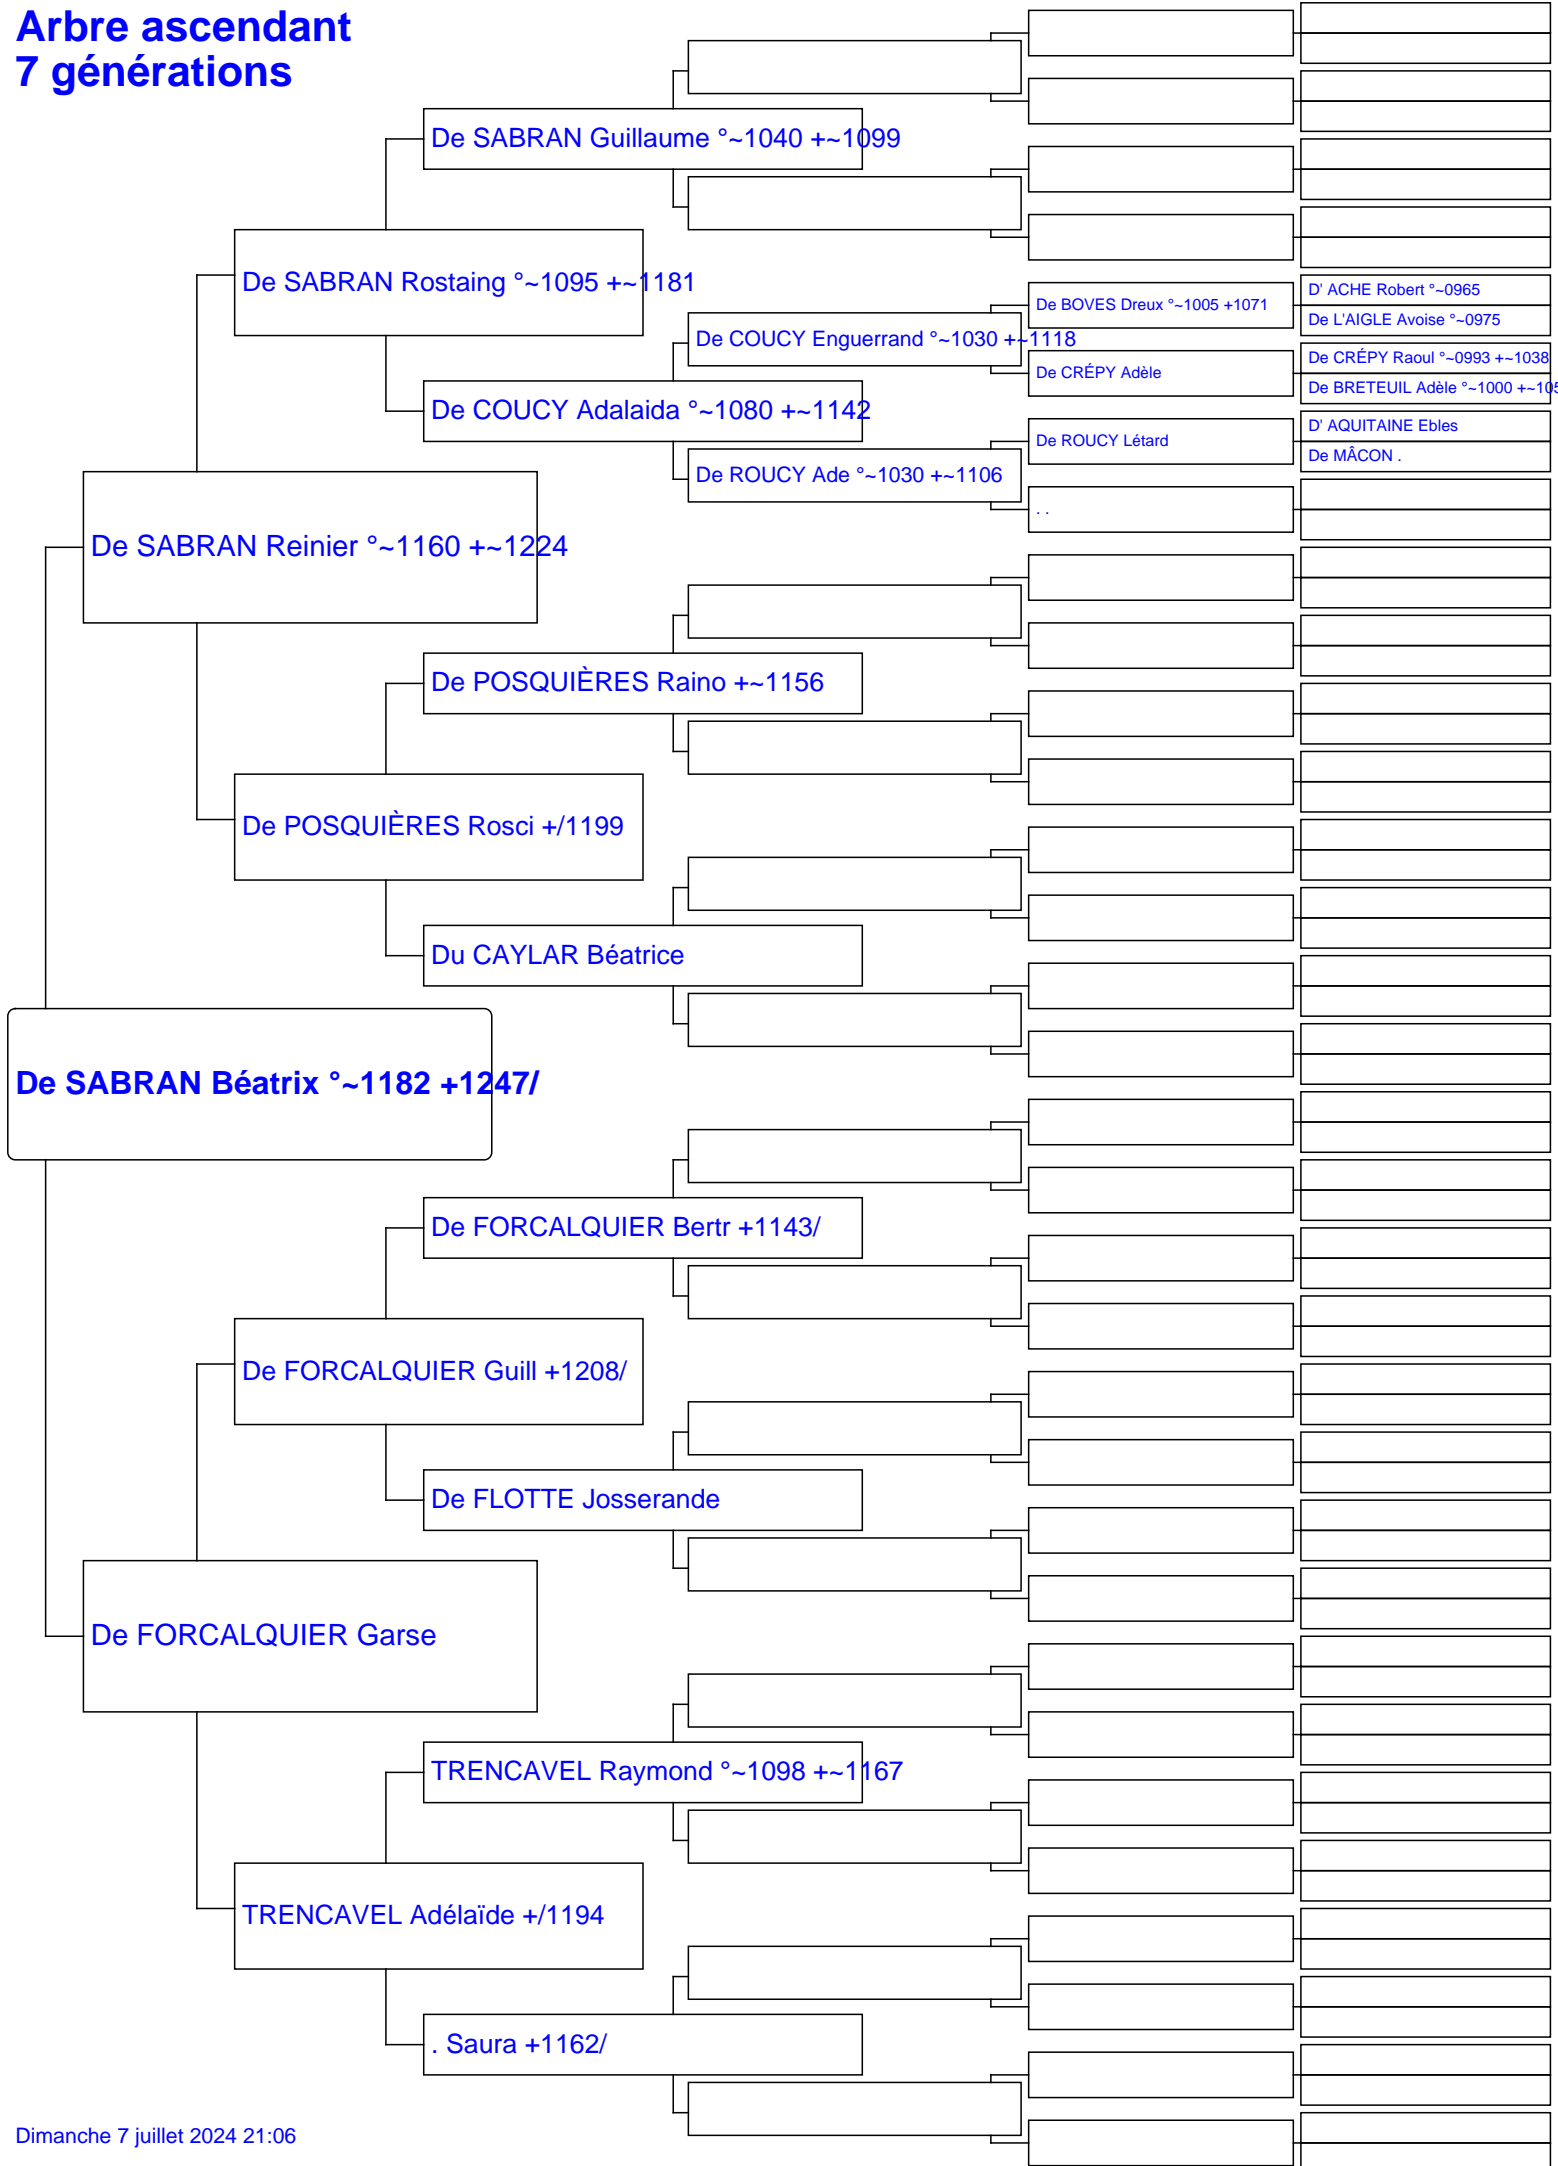 Arbre ascendant
7 générations
De SABRAN Guillaume °~1040 +~1099
De SABRAN Rostaing °~1095 +~1181
D' ACHE Robert °~0965
De BOVES Dreux °~1005 +1071
De L'AIGLE Avoise °~0975
De COUCY Enguerrand °~1030 +~1118
De CRÉPY Raoul °~0993 +~1038
De CRÉPY Adèle
De BRETEUIL Adèle °~1000 +~105
De COUCY Adalaida °~1080 +~1142
D' AQUITAINE Ebles
De ROUCY Létard
De MÂCON .
De ROUCY Ade °~1030 +~1106
. .
De SABRAN Reinier °~1160 +~1224
De POSQUIÈRES Raino +~1156
De POSQUIÈRES Rosci +/1199
Du CAYLAR Béatrice
De SABRAN Béatrix °~1182 +1247/
De FORCALQUIER Bertr +1143/
De FORCALQUIER Guill +1208/
De FLOTTE Josserande
De FORCALQUIER Garse
TRENCAVEL Raymond °~1098 +~1167
TRENCAVEL Adélaïde +/1194
. Saura +1162/
Dimanche 7 juillet 2024 21:06